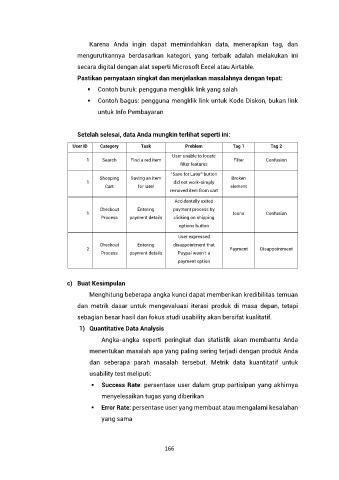 Karena Anda ingin dapat memindahkan data, menerapkan tag, dan
mengurutkannya berdasarkan kategori, yang terbaik adalah melakukan ini
secara digital dengan alat seperti Microsoft Excel atau Airtable.
Pastikan pernyataan singkat dan menjelaskan masalahnya dengan tepat:
▪ Contoh buruk: pengguna mengklik link yang salah
▪ Contoh bagus: pengguna mengklik link untuk Kode Diskon, bukan link
untuk Info Pembayaran
Setelah selesai, data Anda mungkin terlihat seperti ini:
User ID Category Task Problem Tag 1 Tag 2
1 Search Find a red item User unable to locate filter features Filter Confusion
1 Shopping Cart Saving an item for later "Save for Later" button did not work–simply removed item from cart Broken element
1 Checkout Process Entering payment details Accidentally exited payment process by clicking on shipping options button Icons Confusion
2 Checkout Process Entering payment details User expressed disappointment that Paypal wasn't a payment option Payment Disappointment
c) Buat Kesimpulan
Menghitung beberapa angka kunci dapat memberikan kredibilitas temuan
dan metrik dasar untuk mengevaluasi iterasi produk di masa depan, tetapi
sebagian besar hasil dan fokus studi usability akan bersifat kualitatif.
1) Quantitative Data Analysis
Angka-angka seperti peringkat dan statistik akan membantu Anda
menentukan masalah apa yang paling sering terjadi dengan produk Anda
dan seberapa parah masalah tersebut. Metrik data kuantitatif untuk
usability test meliputi:
▪ Success Rate: persentase user dalam grup partisipan yang akhirnya
menyelesaikan tugas yang diberikan
▪ Error Rate: persentase user yang membuat atau mengalami kesalahan
yang sama
166